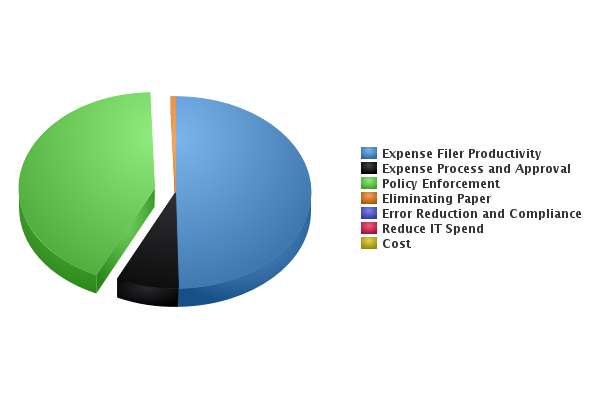 Expense Filer Productivity
Expense Process and Approval
Policy Enforcement
Eliminating Paper
Error Reduction and Compliance
Reduce IT Spend
Cost